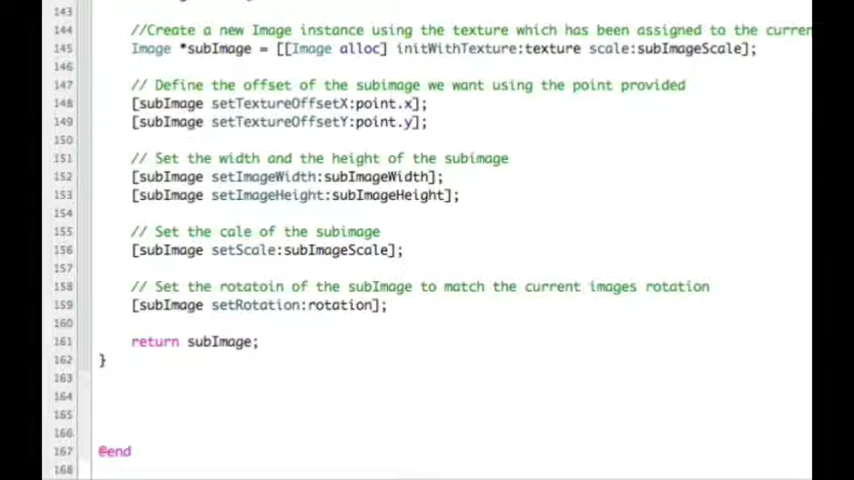 143
144 //Create a new Image instance using the texture which has been assigned to the curren
145 Image *subImage = [[Image alloc] initWithTexture:texture scale:subImageScale];
146
147 // Define the offset of the subimage we want using the point provided
148 [subImage setTextureOffsetX:point.x];
149 [subImage setTextureOffsetY:point.y];
150
151 // Set the width and the height of the subimage
152 [subImage setImageWidth:subImageWidth];
153 [subImage setImageHeight:subImageHeight];
154
155 // Set the cale of the subimage
156 [subImage setScale:subImageScale];
157
158 // Set the rotatoin of the subImage to match the current images rotation
159 [subImage setRotation:rotation];
160
161 return subImage;
162 }
163
164
165
166
167 @end
168